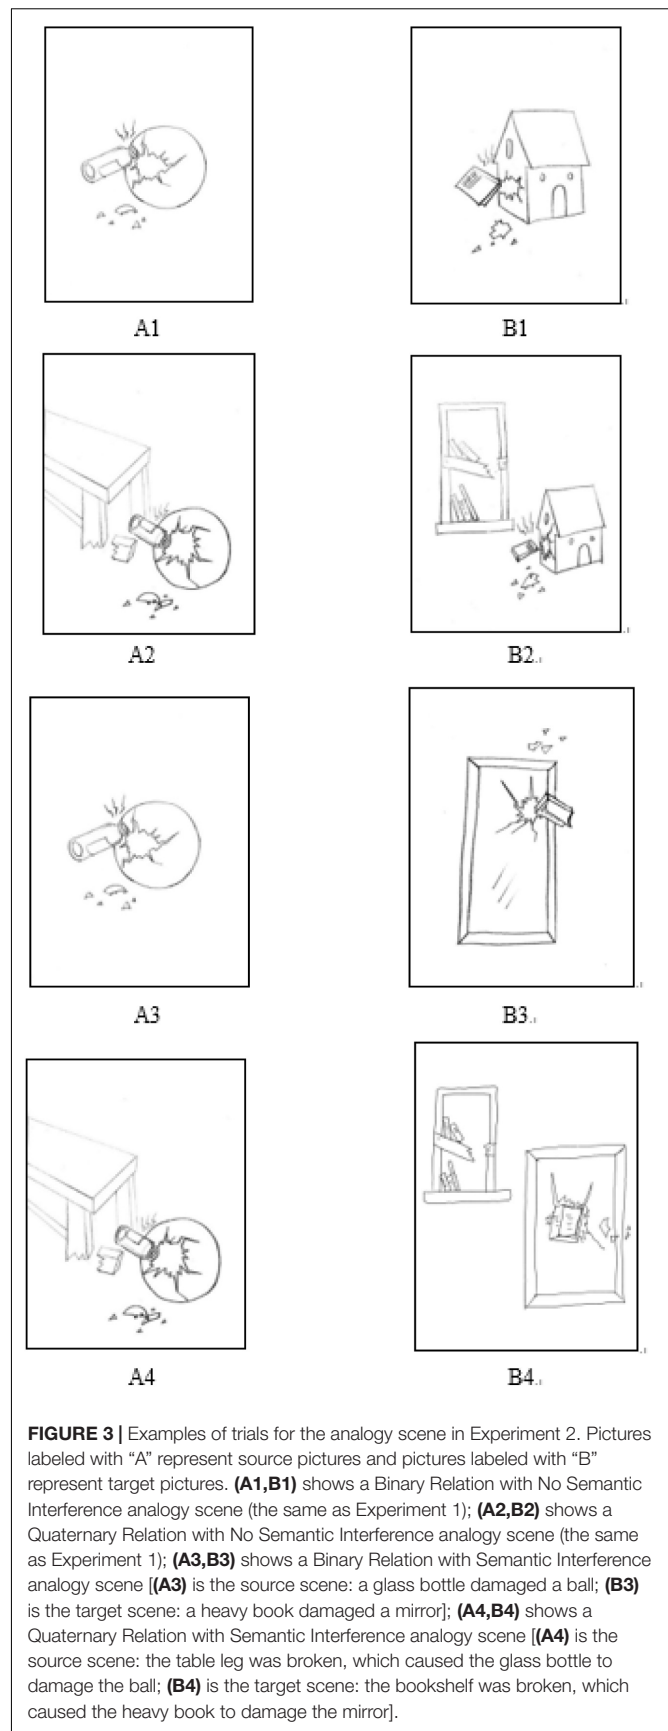 A1
B1
A2
B2
A3
B3
A4
B4
FIGURE 3 | Examples of trials for the analogy scene in Experiment 2. Pictures
labeled with “A” represent source pictures and pictures labeled with “B”
represent target pictures. (A1,B1) shows a Binary Relation with No Semantic
Interference analogy scene (the same as Experiment 1); (A2,B2) shows a
Quaternary Relation with No Semantic Interference analogy scene (the same
as Experiment 1); (A3,B3) shows a Binary Relation with Semantic Interference
analogy scene [(A3) is the source scene: a glass bottle damaged a ball; (B3)
is the target scene: a heavy book damaged a mirror]; (A4,B4) shows a
Quaternary Relation with Semantic Interference analogy scene [(A4) is the
source scene: the table leg was broken, which caused the glass bottle to
damage the ball; (B4) is the target scene: the bookshelf was broken, which
caused the heavy book to damage the mirror].